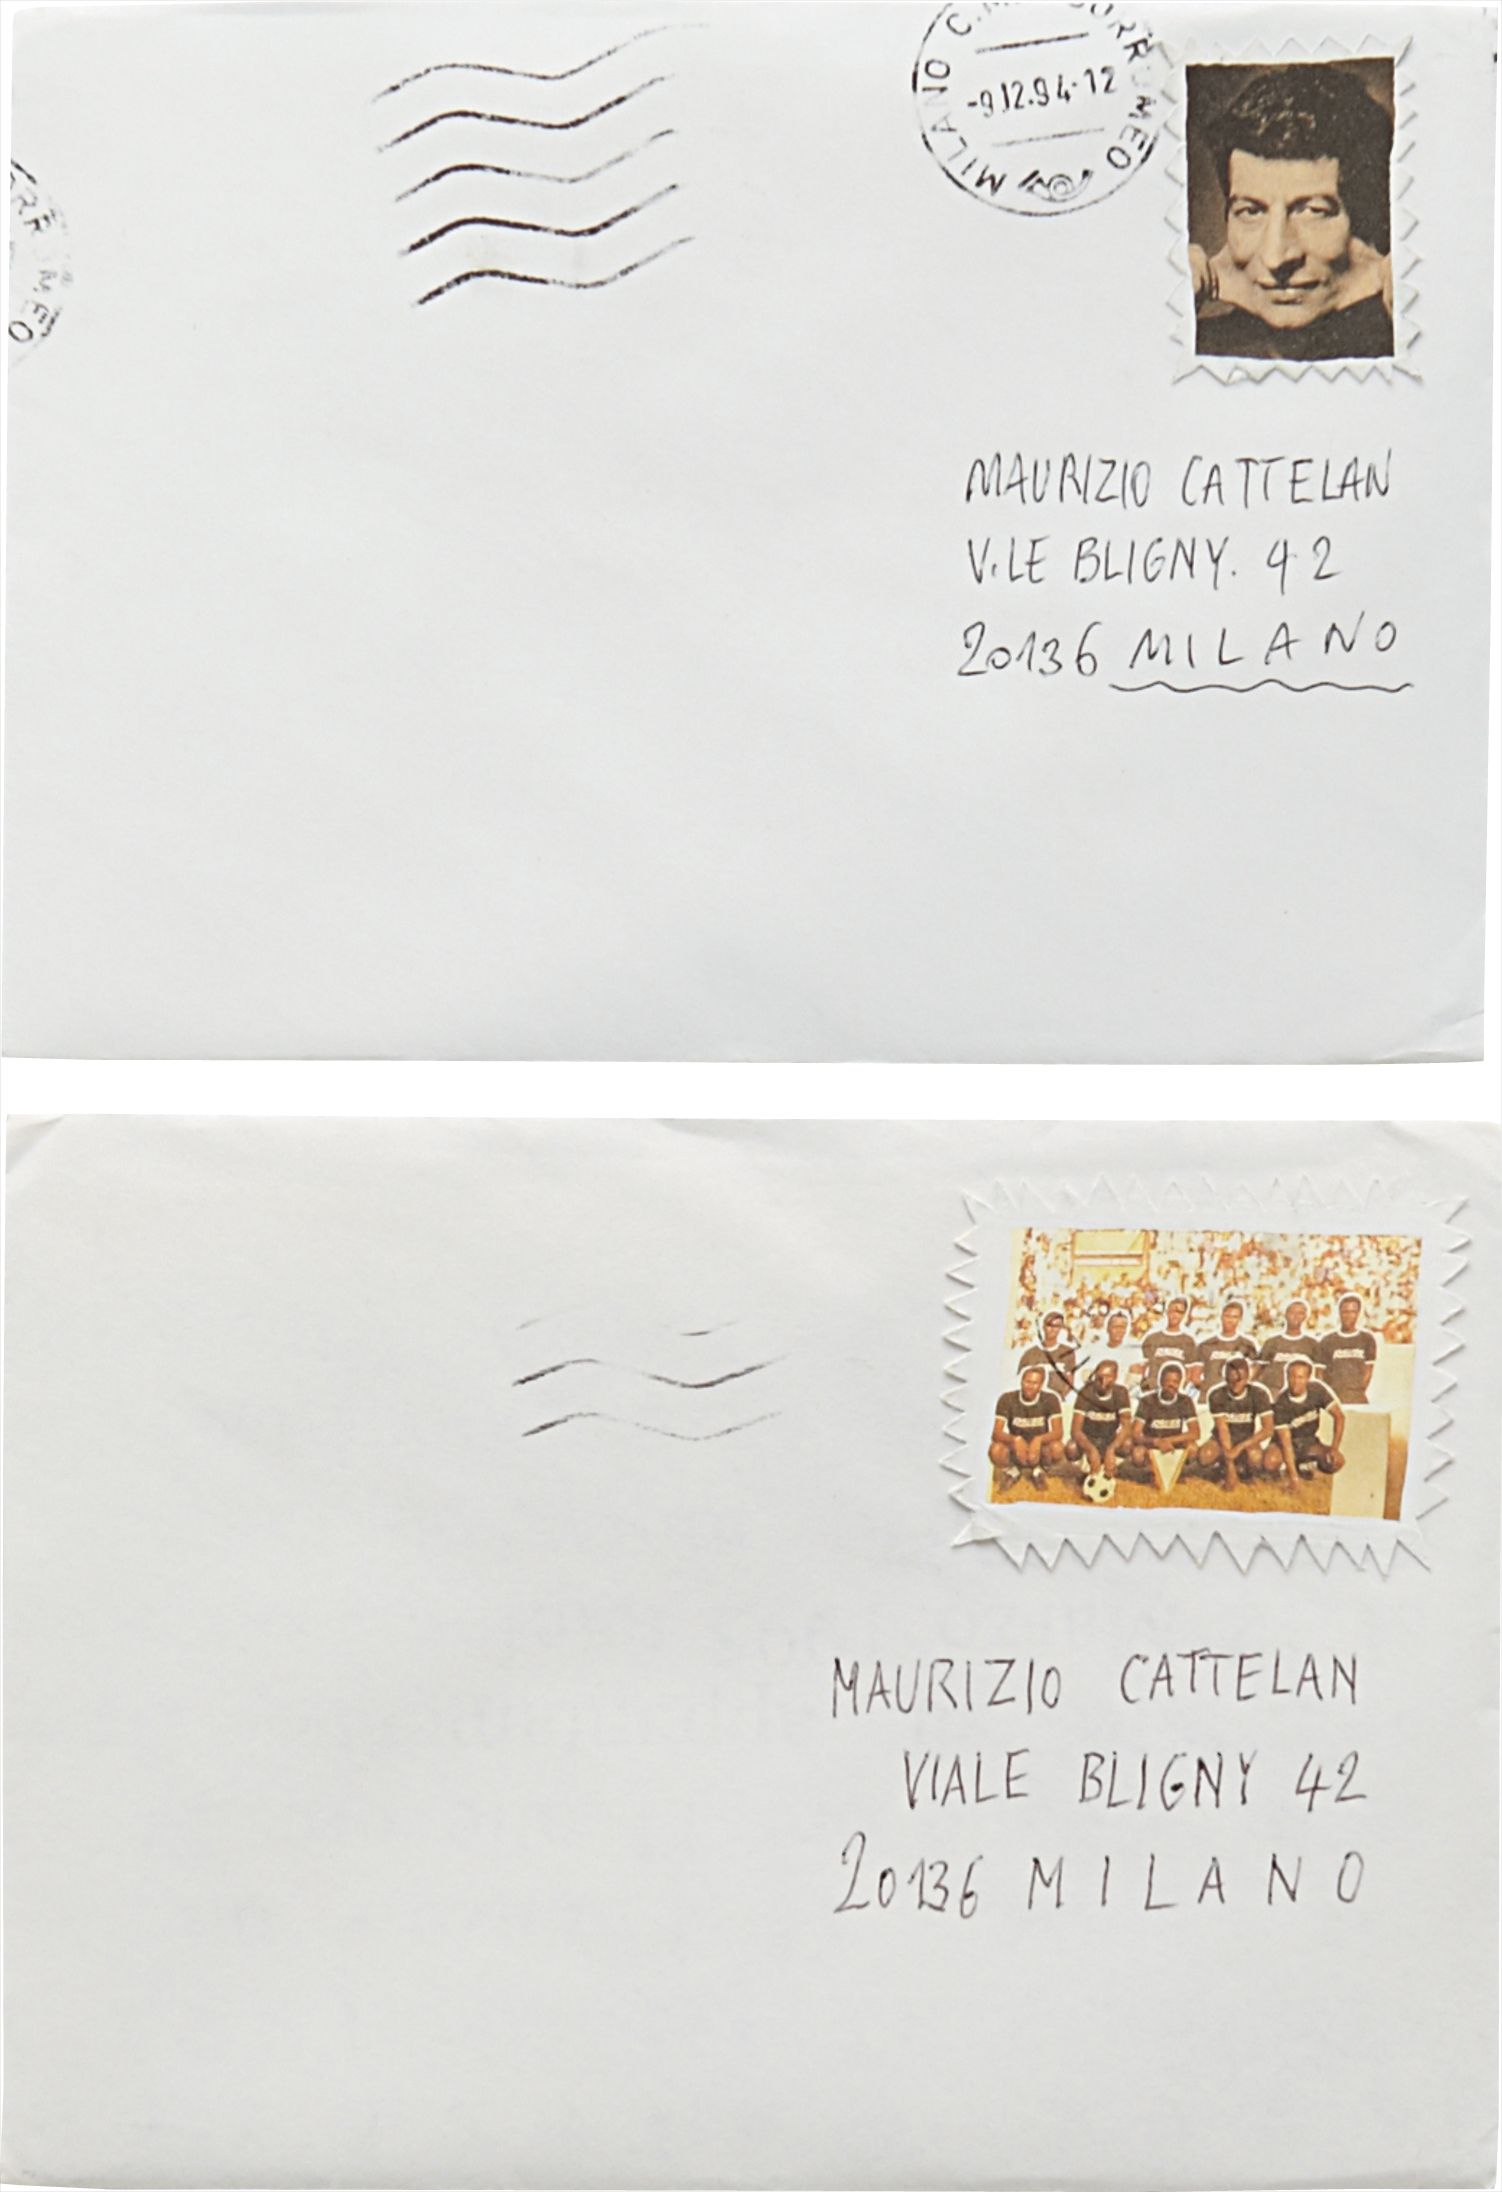 MILANO C.M.
-9.12.94-12
MAURIZIO CATTELAN
V.LE BLIGNY. 42
20136 MILANO
MAURIZIO CATTELAN
VIALE BLIGNY 42
20136 MILANO